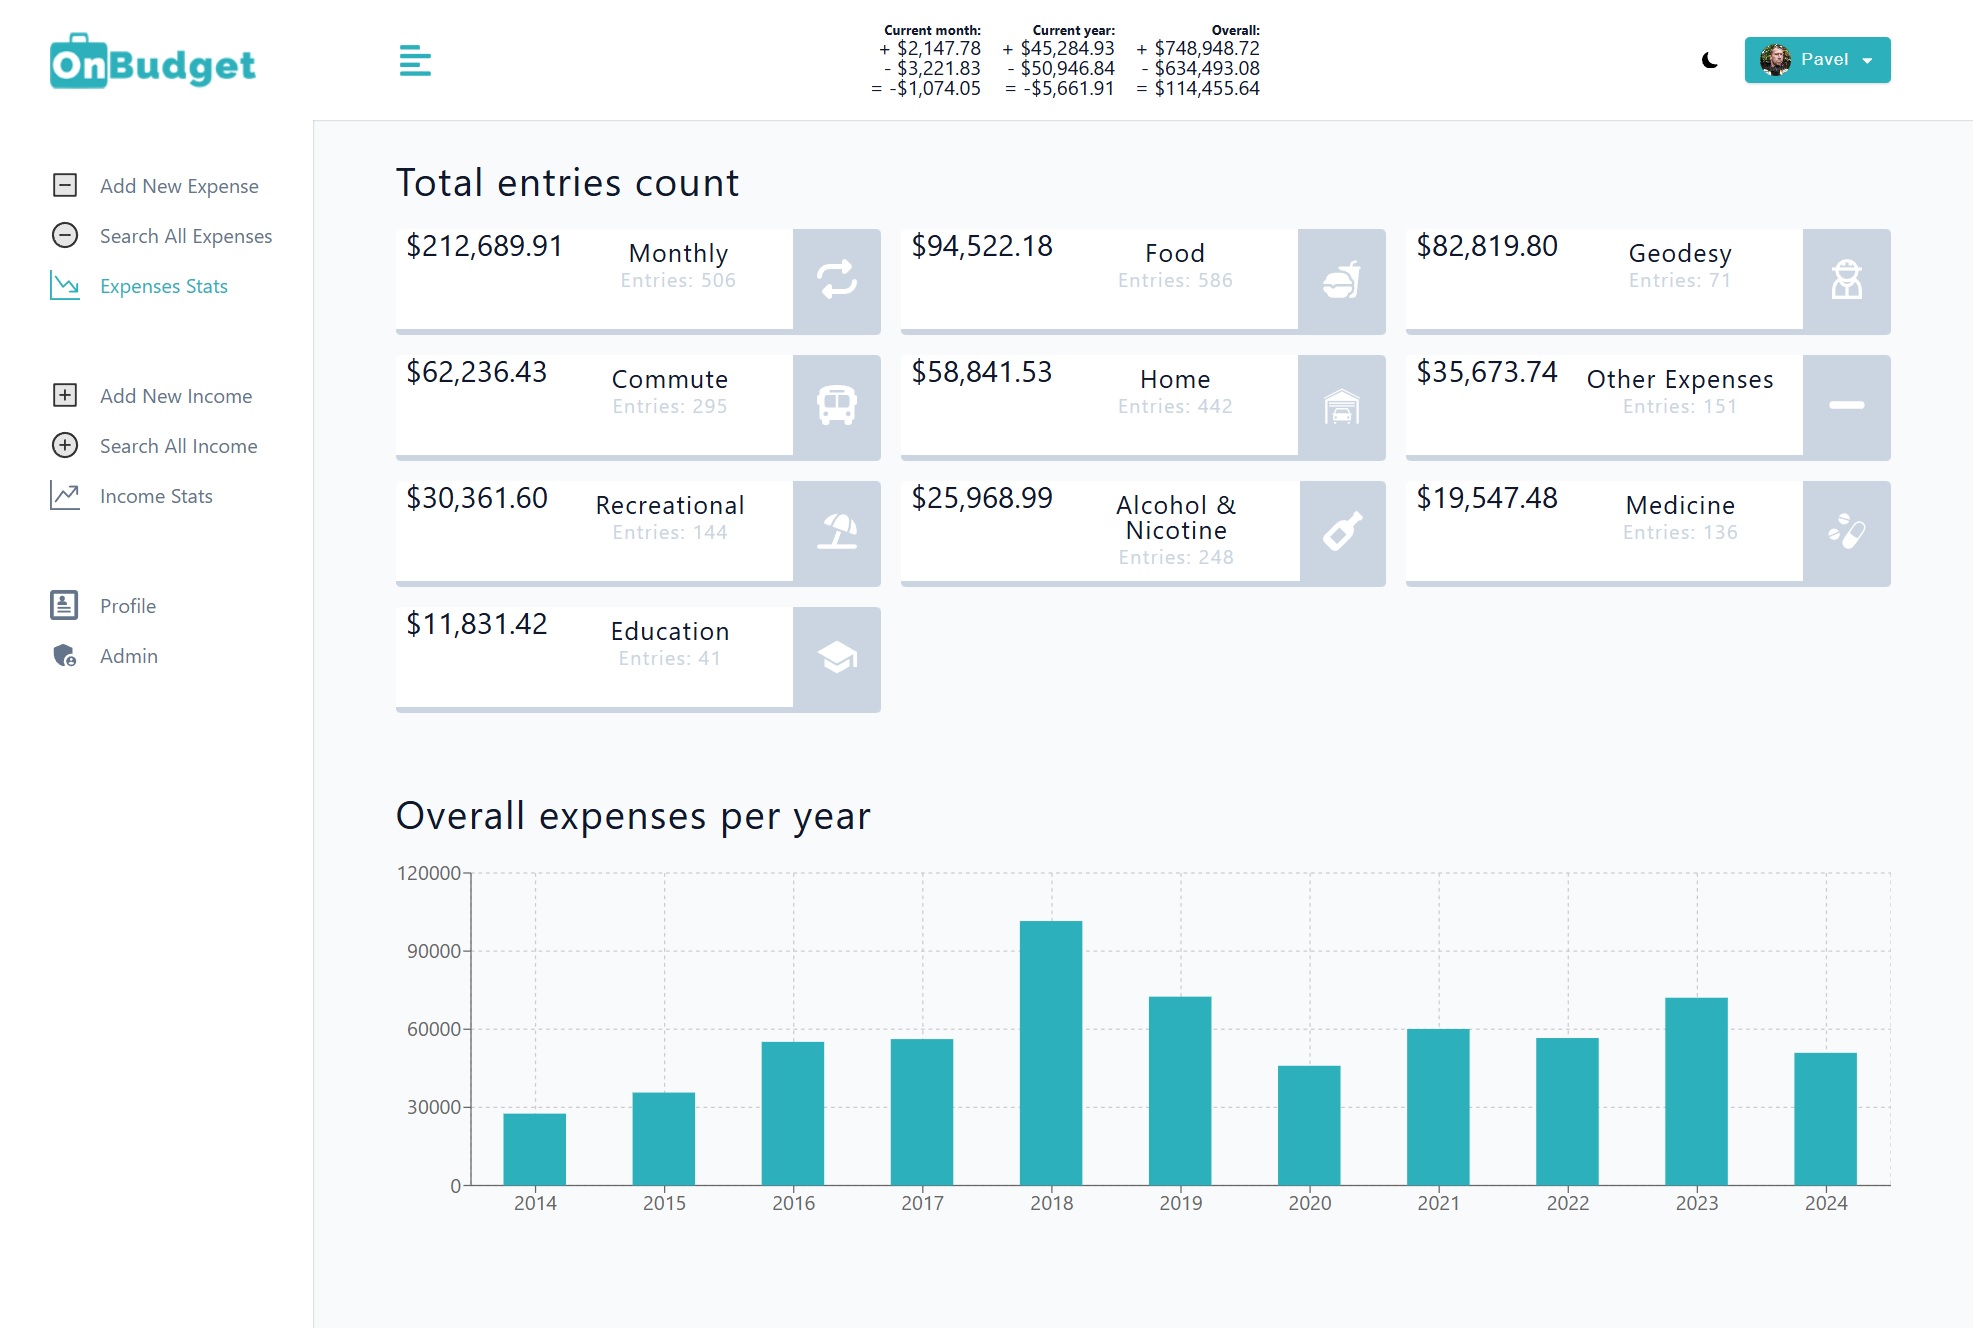 OnBudget
Current month:
+ $2,147.78
- $3,221.83
= -$1,074.05
Current year:
+ $45,284.93
- $50,946.84
= -$5,661.91
Overall:
+ $748,948.72
- $634,493.08
= $114,455.64
Pavel
Add New Expense
Search All Expenses
Expenses Stats
Add New Income
Search All Income
Income Stats
Profile
Admin
Total entries count
$212,689.91
Monthly
Entries: 506
$94,522.18
Food
Entries: 586
$82,819.80
Geodesy
Entries: 71
$62,236.43
Commute
Entries: 295
$58,841.53
Home
Entries: 442
$35,673.74
Other Expenses
Entries: 151
$30,361.60
Recreational
Entries: 144
$25,968.99
Alcohol &
Nicotine
Entries: 248
$19,547.48
Medicine
Entries: 136
$11,831.42
Education
Entries: 41
Overall expenses per year
120000
90000
60000
30000
0
2014 2015 2016 2017 2018 2019 2020 2021 2022 2023 2024